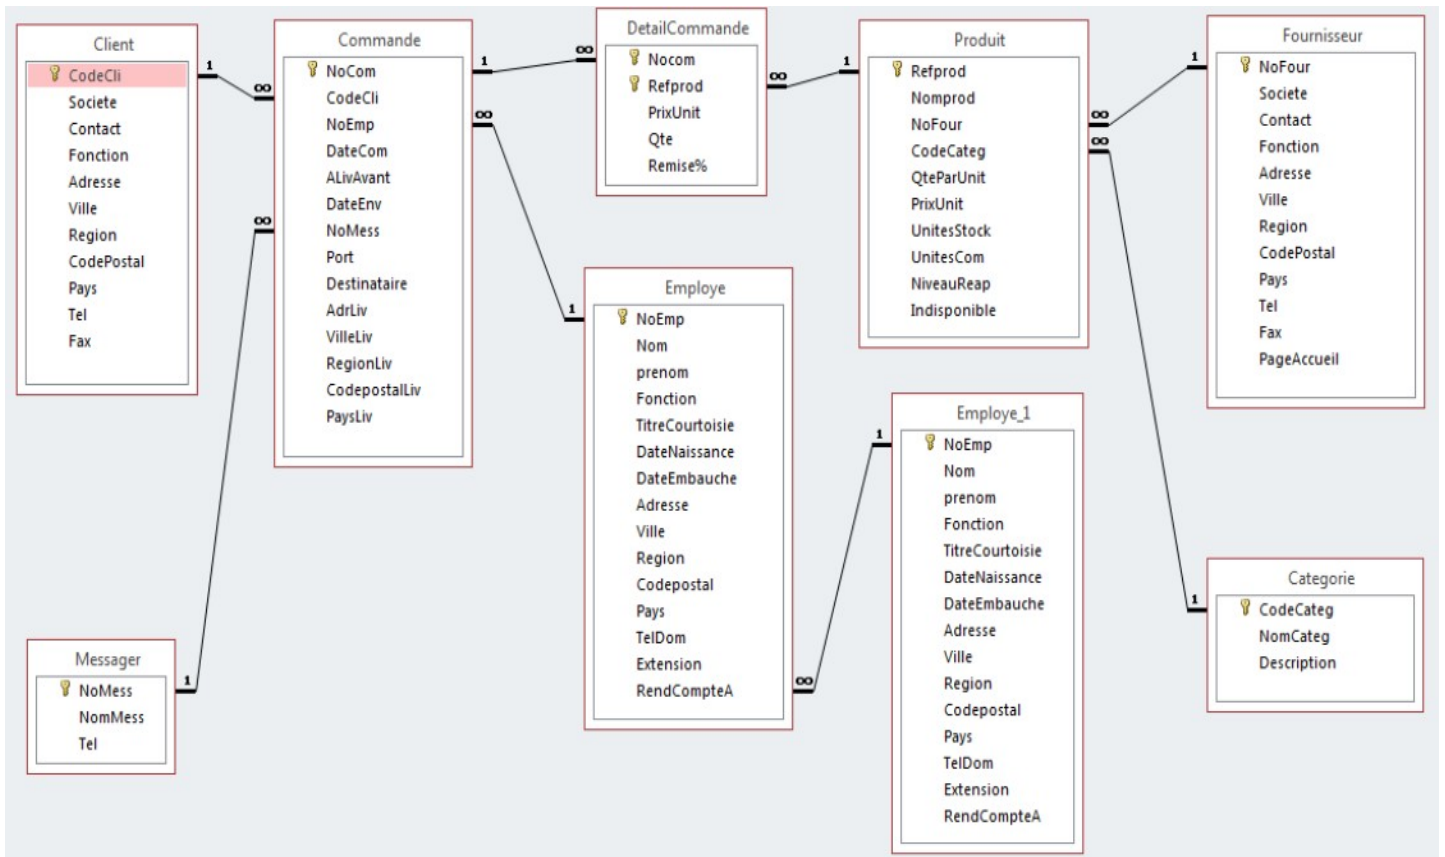 Client
CodeCli
Societe
Contact
Fonction
Adresse
Ville
Region
CodePostal
Pays
Tel
Fax
1
∞
Commande
NoCom
CodeCli
NoEmp
DateCom
ALivAvant
DateEnv
NoMess
Port
Destinataire
AdrLiv
VilleLiv
RegionLiv
CodepostalLiv
PaysLiv
1
∞
DetailCommande
Nocom
Refprod
PrixUnit
Qte
Remise%
∞
1
Produit
Refprod
Nomprod
NoFour
CodeCateg
QteParUnit
PrixUnit
UnitesStock
UnitesCom
NiveauReap
Indisponible
∞
1
Fournisseur
NoFour
Societe
Contact
Fonction
Adresse
Ville
Region
CodePostal
Pays
Tel
Fax
PageAccueil
∞
1
Employe
NoEmp
Nom
prenom
Fonction
TitreCourtoisie
DateNaissance
DateEmbauche
Adresse
Ville
Region
Codepostal
Pays
TelDom
Extension
RendCompteA
∞
1
Employe_1
NoEmp
Nom
prenom
Fonction
TitreCourtoisie
DateNaissance
DateEmbauche
Adresse
Ville
Region
Codepostal
Pays
TelDom
Extension
RendCompteA
∞
1
Categorie
CodeCateg
NomCateg
Description
∞
1
Messager
NoMess
NomMess
Tel